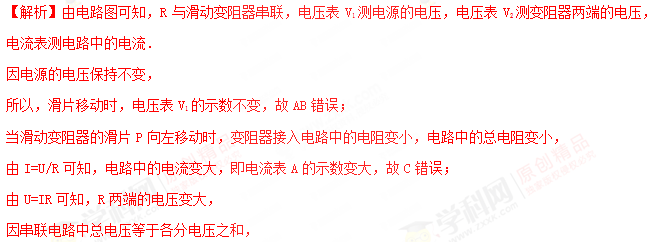 【解析】由电路图可知，R 与滑动变阻器串联，电压表 V₁测电源的电压，电压表 V₂测变阻器两端的电压，
电流表测电路中的电流．
因电源的电压保持不变，
所以，滑片移动时，电压表 V₁的示数不变，故 AB 错误；
当滑动变阻器的滑片 P 向左移动时，变阻器接入电路中的电阻变小，电路中的总电阻变小，
由 I=U/R 可知，电路中的电流变大，即电流表 A 的示数变大，故 C 错误；
由 U=IR 可知，R 两端的电压变大，
因串联电路中总电压等于各分电压之和，
学科网
原创精品